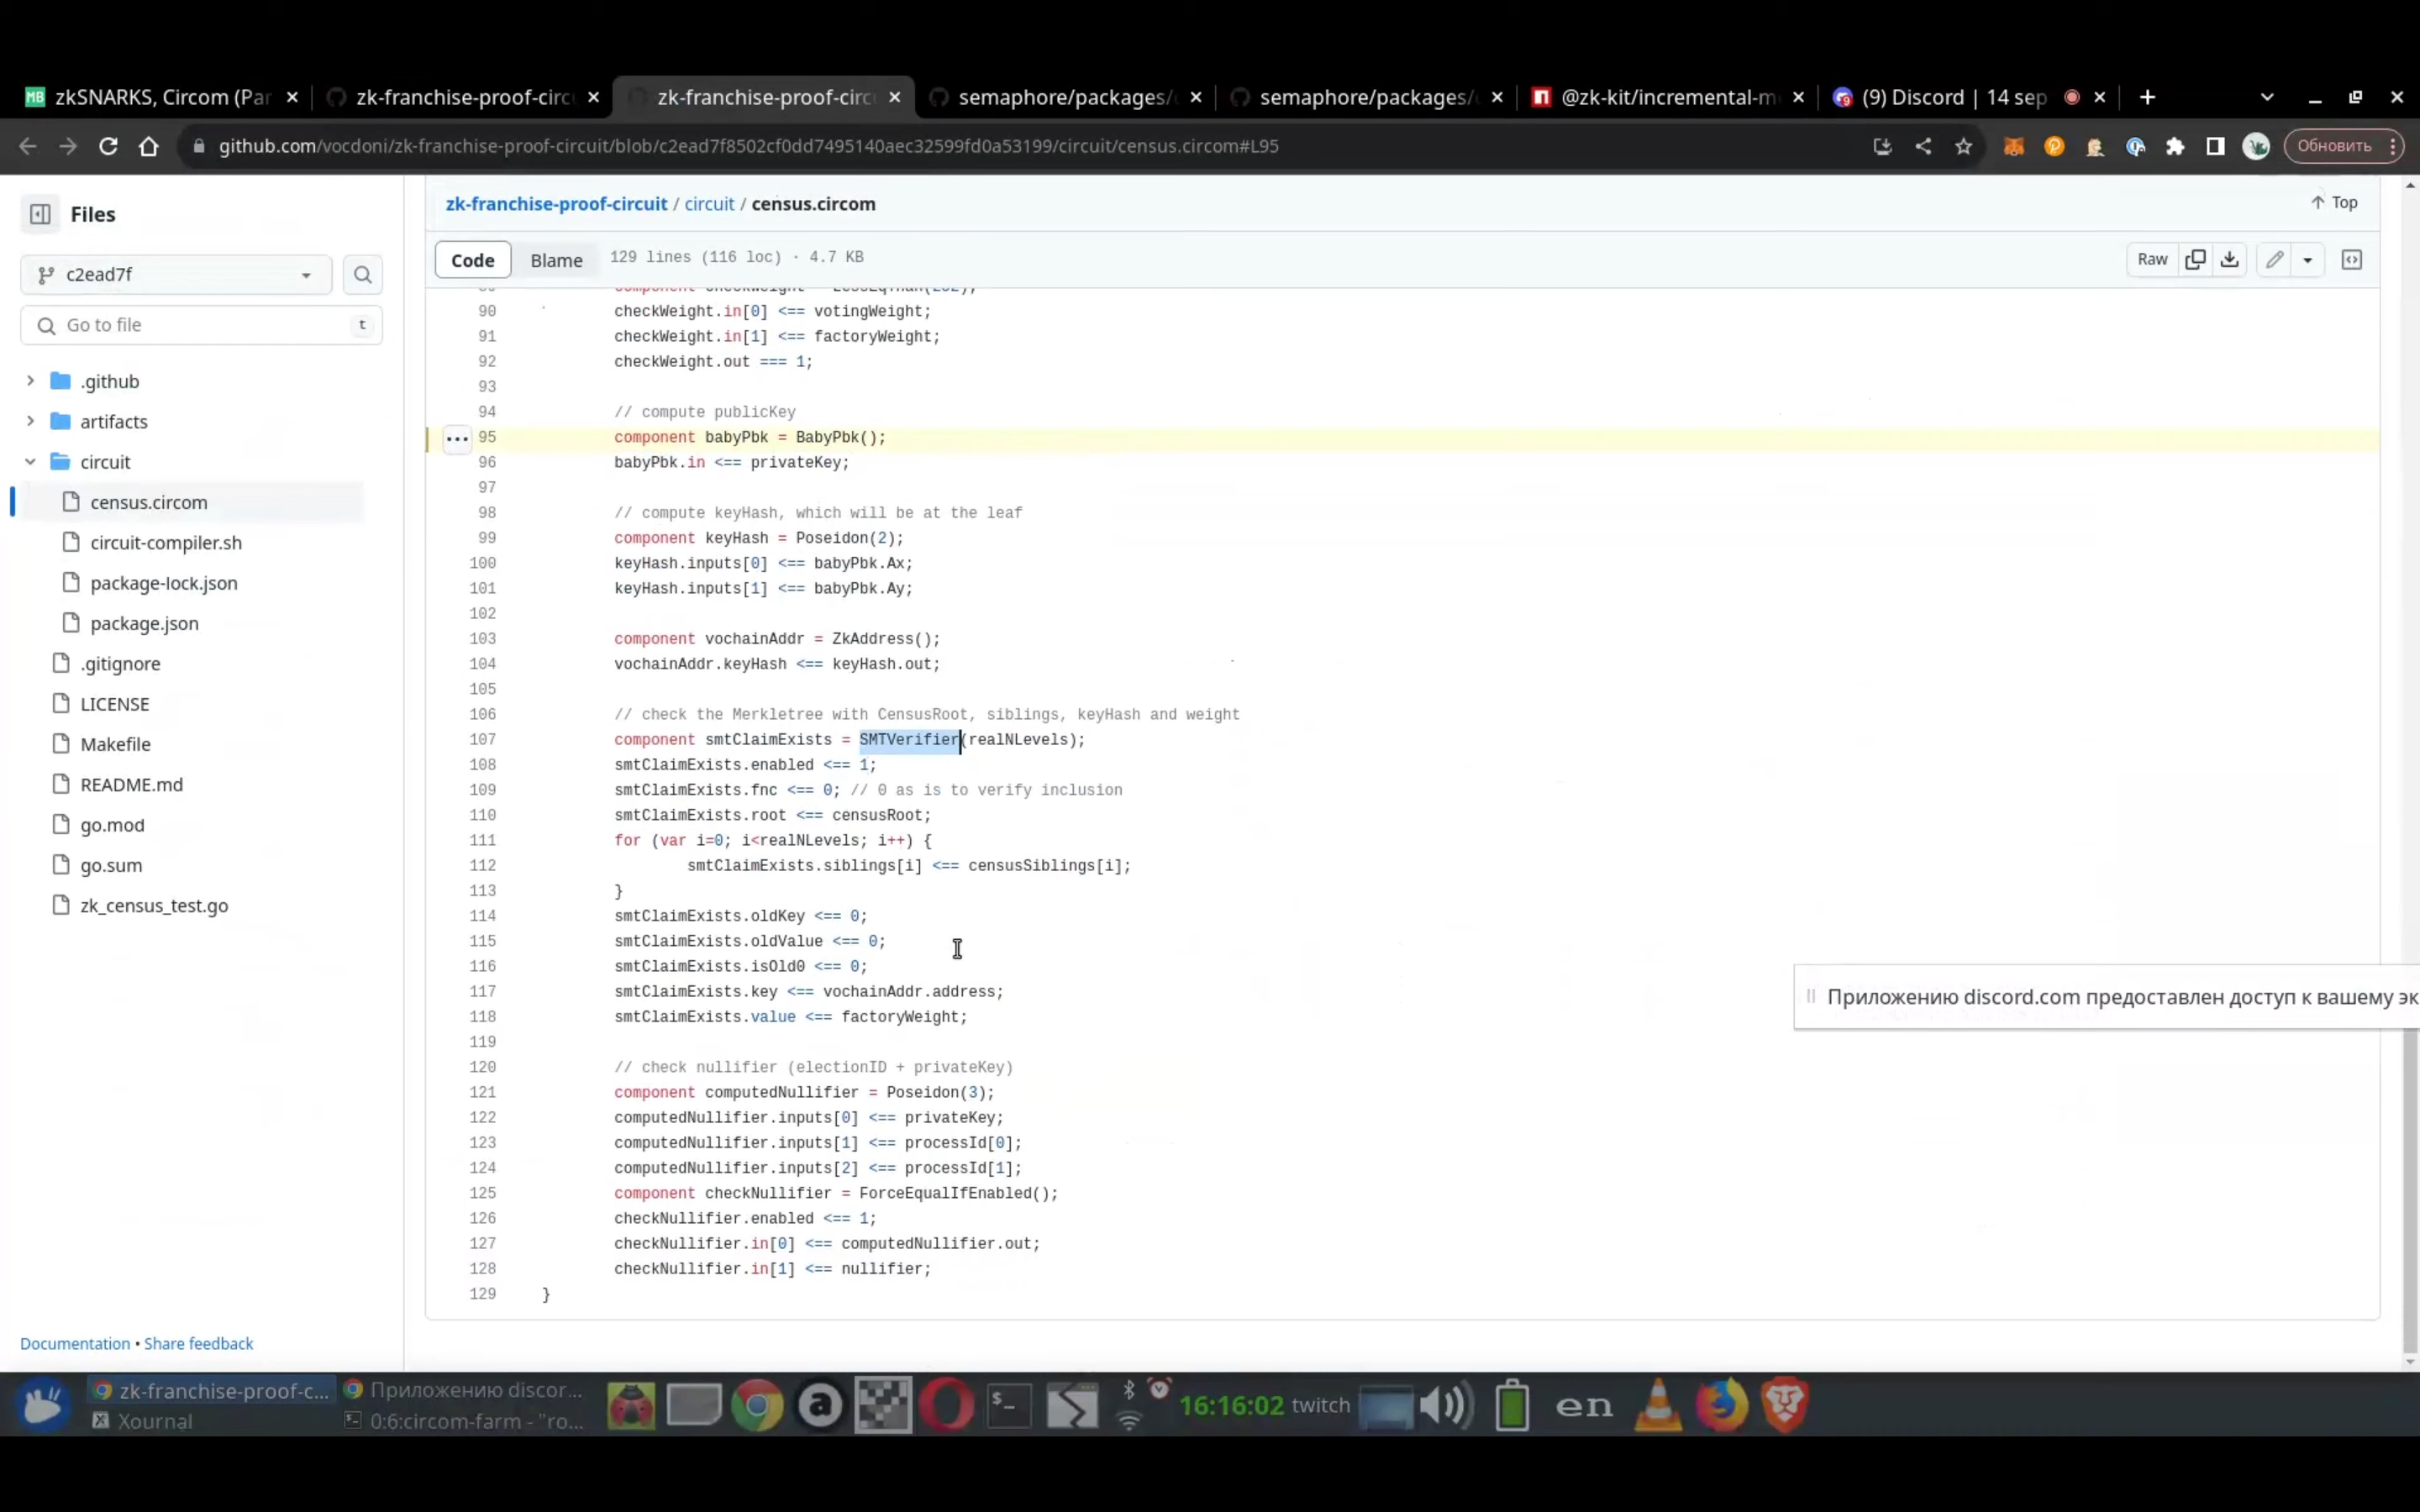 MB zkSNARKS, Circom (Par
zk-franchise-proof-circ
zk-franchise-proof-circ
semaphore/packages/
semaphore/packages/
@zk-kit/incremental-m
(9) Discord | 14 sep
github.com/vocdoni/zk-franchise-proof-circuit/blob/c2ead7f8502cf0dd7495140aec32599fd0a53199/circuit/census.circom#L95
Обновить
Files
c2ead7f
Go to file
t
.github
artifacts
circuit
census.circom
circuit-compiler.sh
package-lock.json
package.json
.gitignore
LICENSE
Makefile
README.md
go.mod
go.sum
zk_census_test.go
Documentation • Share feedback
zk-franchise-proof-circuit / circuit / census.circom
Top
Code
Blame
129 lines (116 loc) · 4.7 KB
Raw
90 checkWeight.in[0] <== votingWeight;
91 checkWeight.in[1] <== factoryWeight;
92 checkWeight.out === 1;
93
94 // compute publicKey
95 component babyPbk = BabyPbk();
96 babyPbk.in <== privateKey;
97
98 // compute keyHash, which will be at the leaf
99 component keyHash = Poseidon(2);
100 keyHash.inputs[0] <== babyPbk.Ax;
101 keyHash.inputs[1] <== babyPbk.Ay;
102
103 component vochainAddr = ZkAddress();
104 vochainAddr.keyHash <== keyHash.out;
105
106 // check the Merkletree with CensusRoot, siblings, keyHash and weight
107 component smtClaimExists = SMTVerifier(realNLevels);
108 smtClaimExists.enabled <== 1;
109 smtClaimExists.fnc <== 0; // 0 as is to verify inclusion
110 smtClaimExists.root <== censusRoot;
111 for (var i=0; i<realNLevels; i++) {
112 smtClaimExists.siblings[i] <== censusSiblings[i];
113 }
114 smtClaimExists.oldKey <== 0;
115 smtClaimExists.oldValue <== 0;
116 smtClaimExists.isOld0 <== 0;
117 smtClaimExists.key <== vochainAddr.address;
118 smtClaimExists.value <== factoryWeight;
119
120 // check nullifier (electionID + privateKey)
121 component computedNullifier = Poseidon(3);
122 computedNullifier.inputs[0] <== privateKey;
123 computedNullifier.inputs[1] <== processId[0];
124 computedNullifier.inputs[2] <== processId[1];
125 component checkNullifier = ForceEqualIfEnabled();
126 checkNullifier.enabled <== 1;
127 checkNullifier.in[0] <== computedNullifier.out;
128 checkNullifier.in[1] <== nullifier;
129 }
Приложению discord.com предоставлен доступ к вашему эк
zk-franchise-proof-c...
Приложению discor...
Xournal
0:6:circom-farm - "ro...
16:16:02 twitch
en